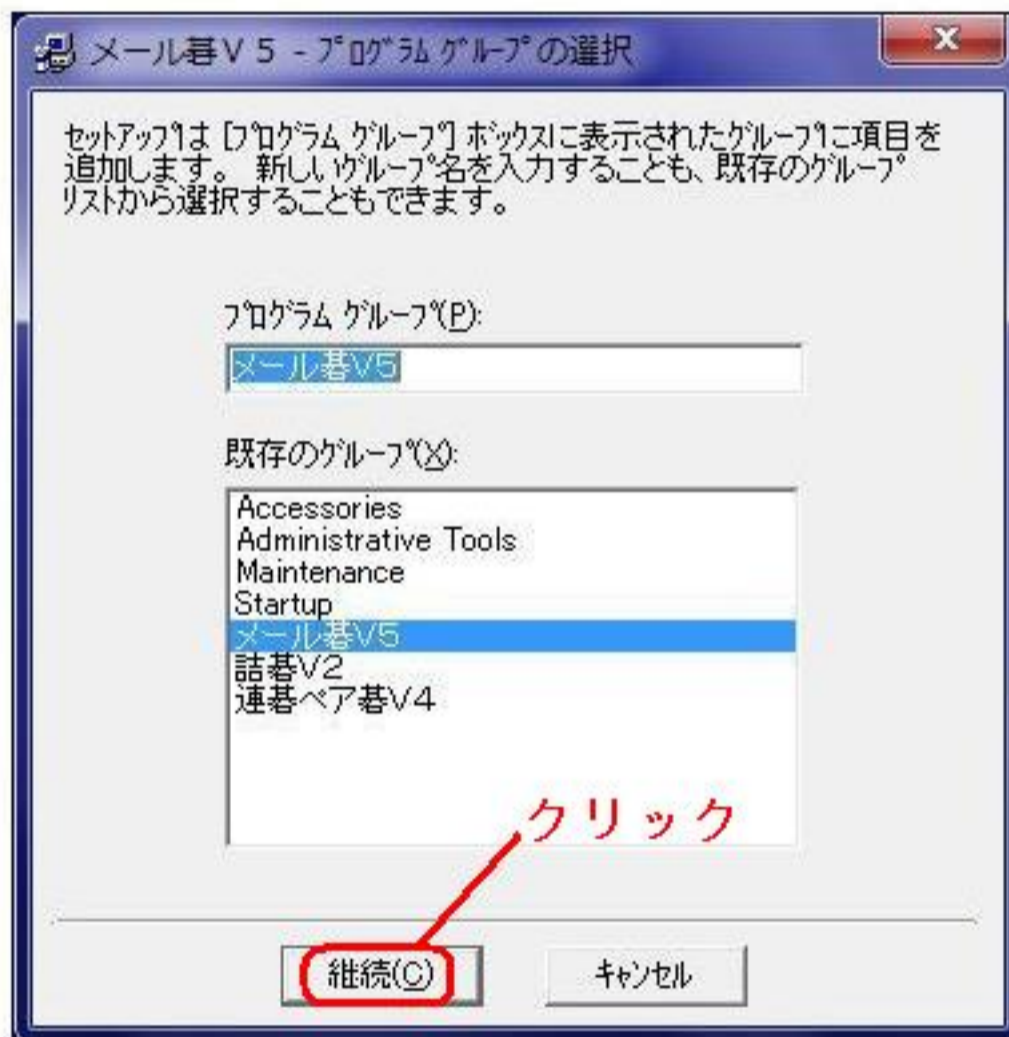 メール碁V5 - ﾌﾟﾛｸﾞﾗﾑ ｸﾞﾙｰﾌﾟの選択
ｾｯﾄｱｯﾌﾟは [ﾌﾟﾛｸﾞﾗﾑ ｸﾞﾙｰﾌﾟ] ﾎﾞｯｸｽに表示されたｸﾞﾙｰﾌﾟに項目を
追加します。 新しいｸﾞﾙｰﾌﾟ名を入力することも、既存のｸﾞﾙｰﾌﾟ
ﾘｽﾄから選択することもできます。
ﾌﾟﾛｸﾞﾗﾑ ｸﾞﾙｰﾌﾟ(P):
メール碁V5
既存のｸﾞﾙｰﾌﾟ(X):
Accessories
Administrative Tools
Maintenance
Startup
メール碁V5
詰碁V2
連碁ペア碁V4
クリック
継続(C)
ｷｬﾝｾﾙ